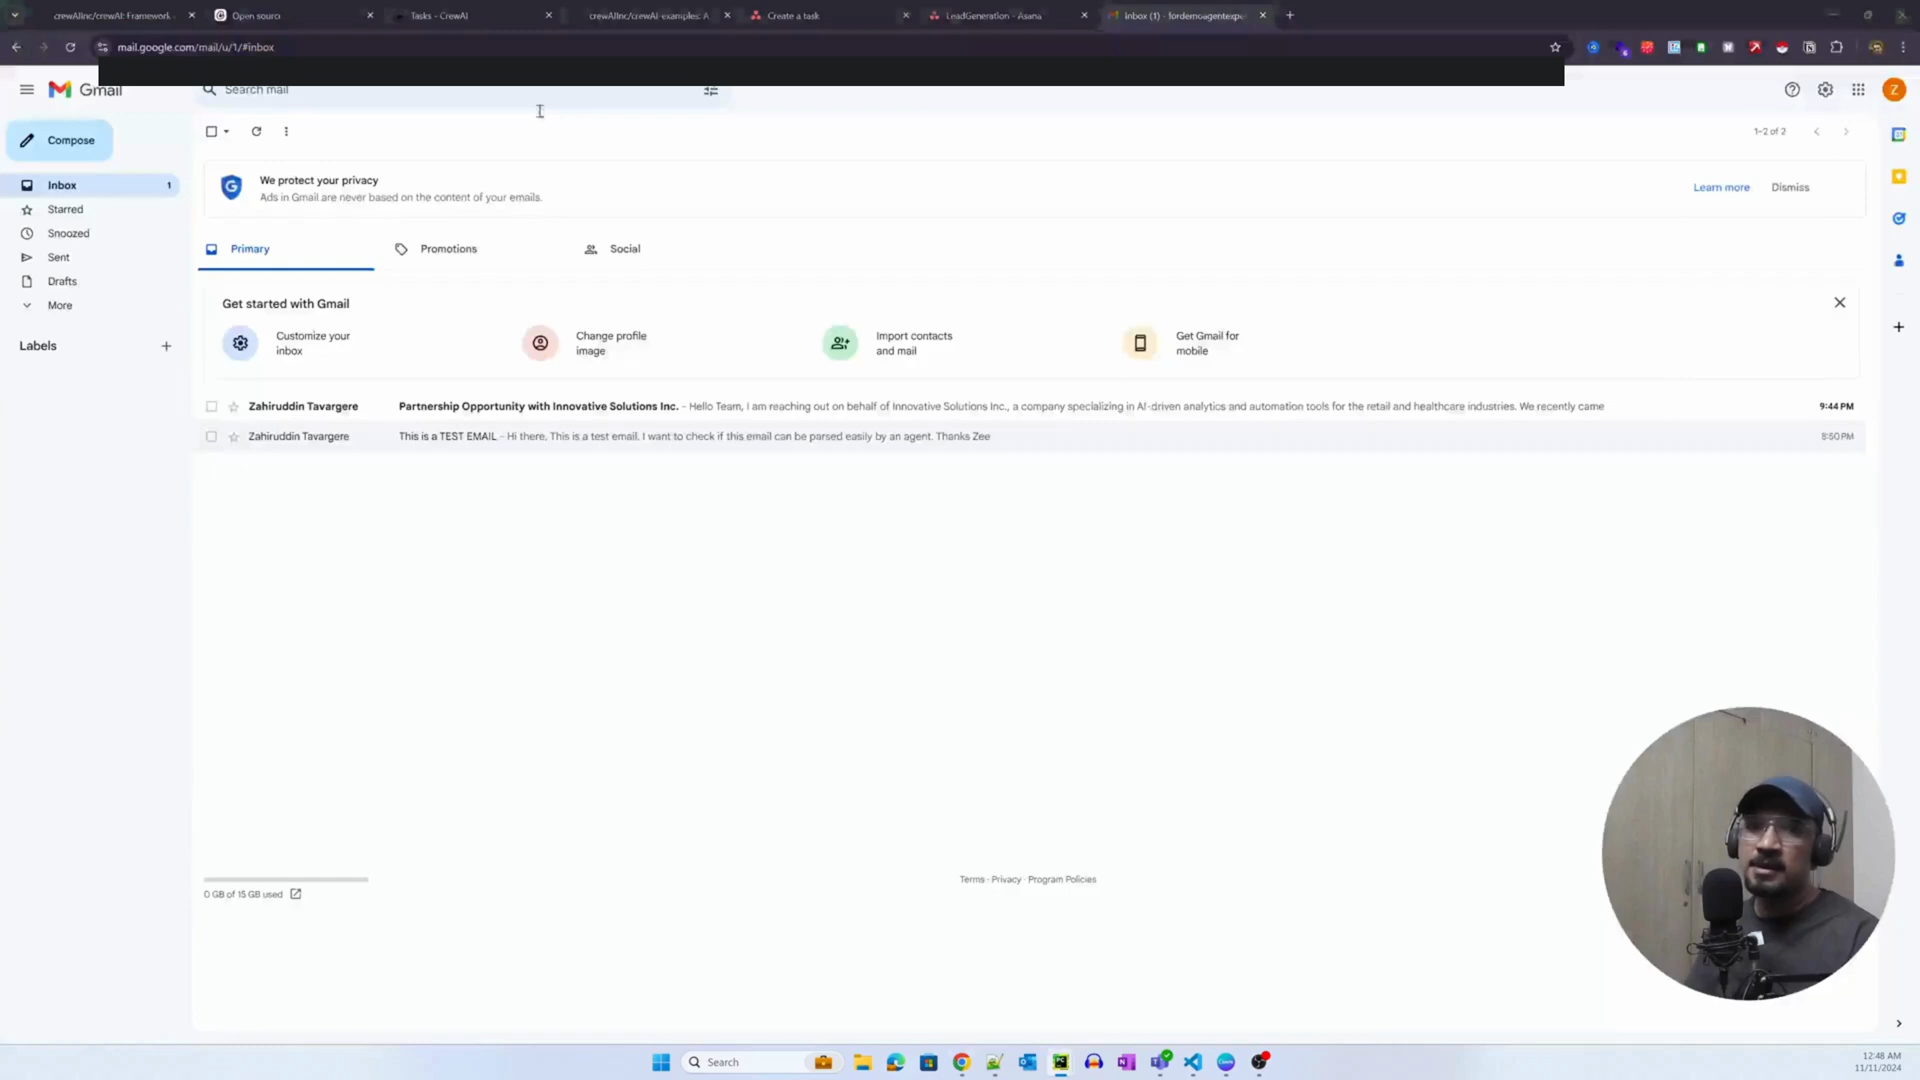 crewAIInc/crewAI: Framework
Open source
Tasks - CrewAI
crewAIInc/crewAI-examples: A
Create a task
LeadGeneration - Asana
Inbox (1) - fordemoagentexpe
mail.google.com/mail/u/1/#inbox
Gmail
Search mail
Compose
1–2 of 2
We protect your privacy
Ads in Gmail are never based on the content of your emails.
Learn more
Dismiss
Inbox
1
Starred
Snoozed
Sent
Drafts
More
Labels
Primary
Promotions
Social
Get started with Gmail
Customize your
inbox
Change profile
image
Import contacts
and mail
Get Gmail for
mobile
Zahiruddin Tavargere
Partnership Opportunity with Innovative Solutions Inc. - Hello Team, I am reaching out on behalf of Innovative Solutions Inc., a company specializing in AI-driven analytics and automation tools for the retail and healthcare industries. We recently came
9:44 PM
Zahiruddin Tavargere
This is a TEST EMAIL - Hi there, This is a test email. I want to check if this email can be parsed easily by an agent. Thanks Zee
8:50 PM
0 GB of 15 GB used
Terms · Privacy · Program Policies
Z
Search
12:48 AM
11/11/2024